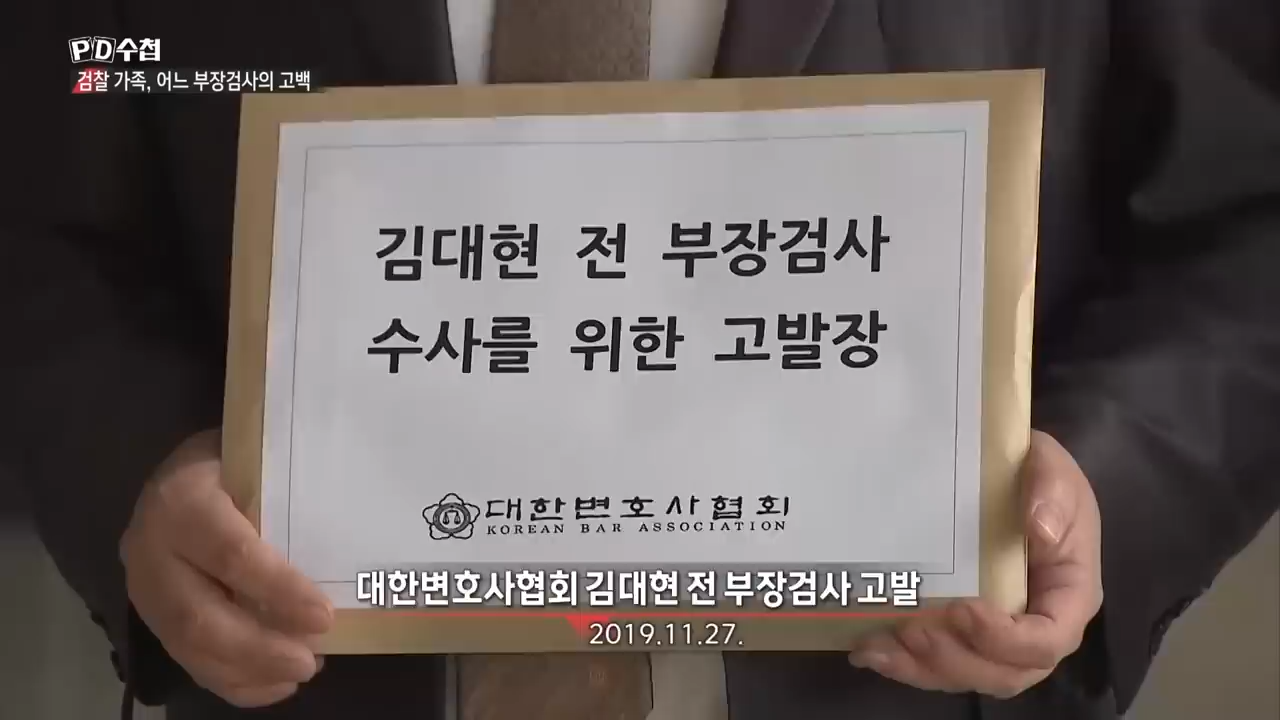 PD수첩
검찰 가족, 어느 부장검사의 고백
김대현 전 부장검사
수사를 위한 고발장
대한변호사협회
KOREAN BAR ASSOCIATION
대한변호사협회 김대현 전 부장검사 고발
2019.11.27.